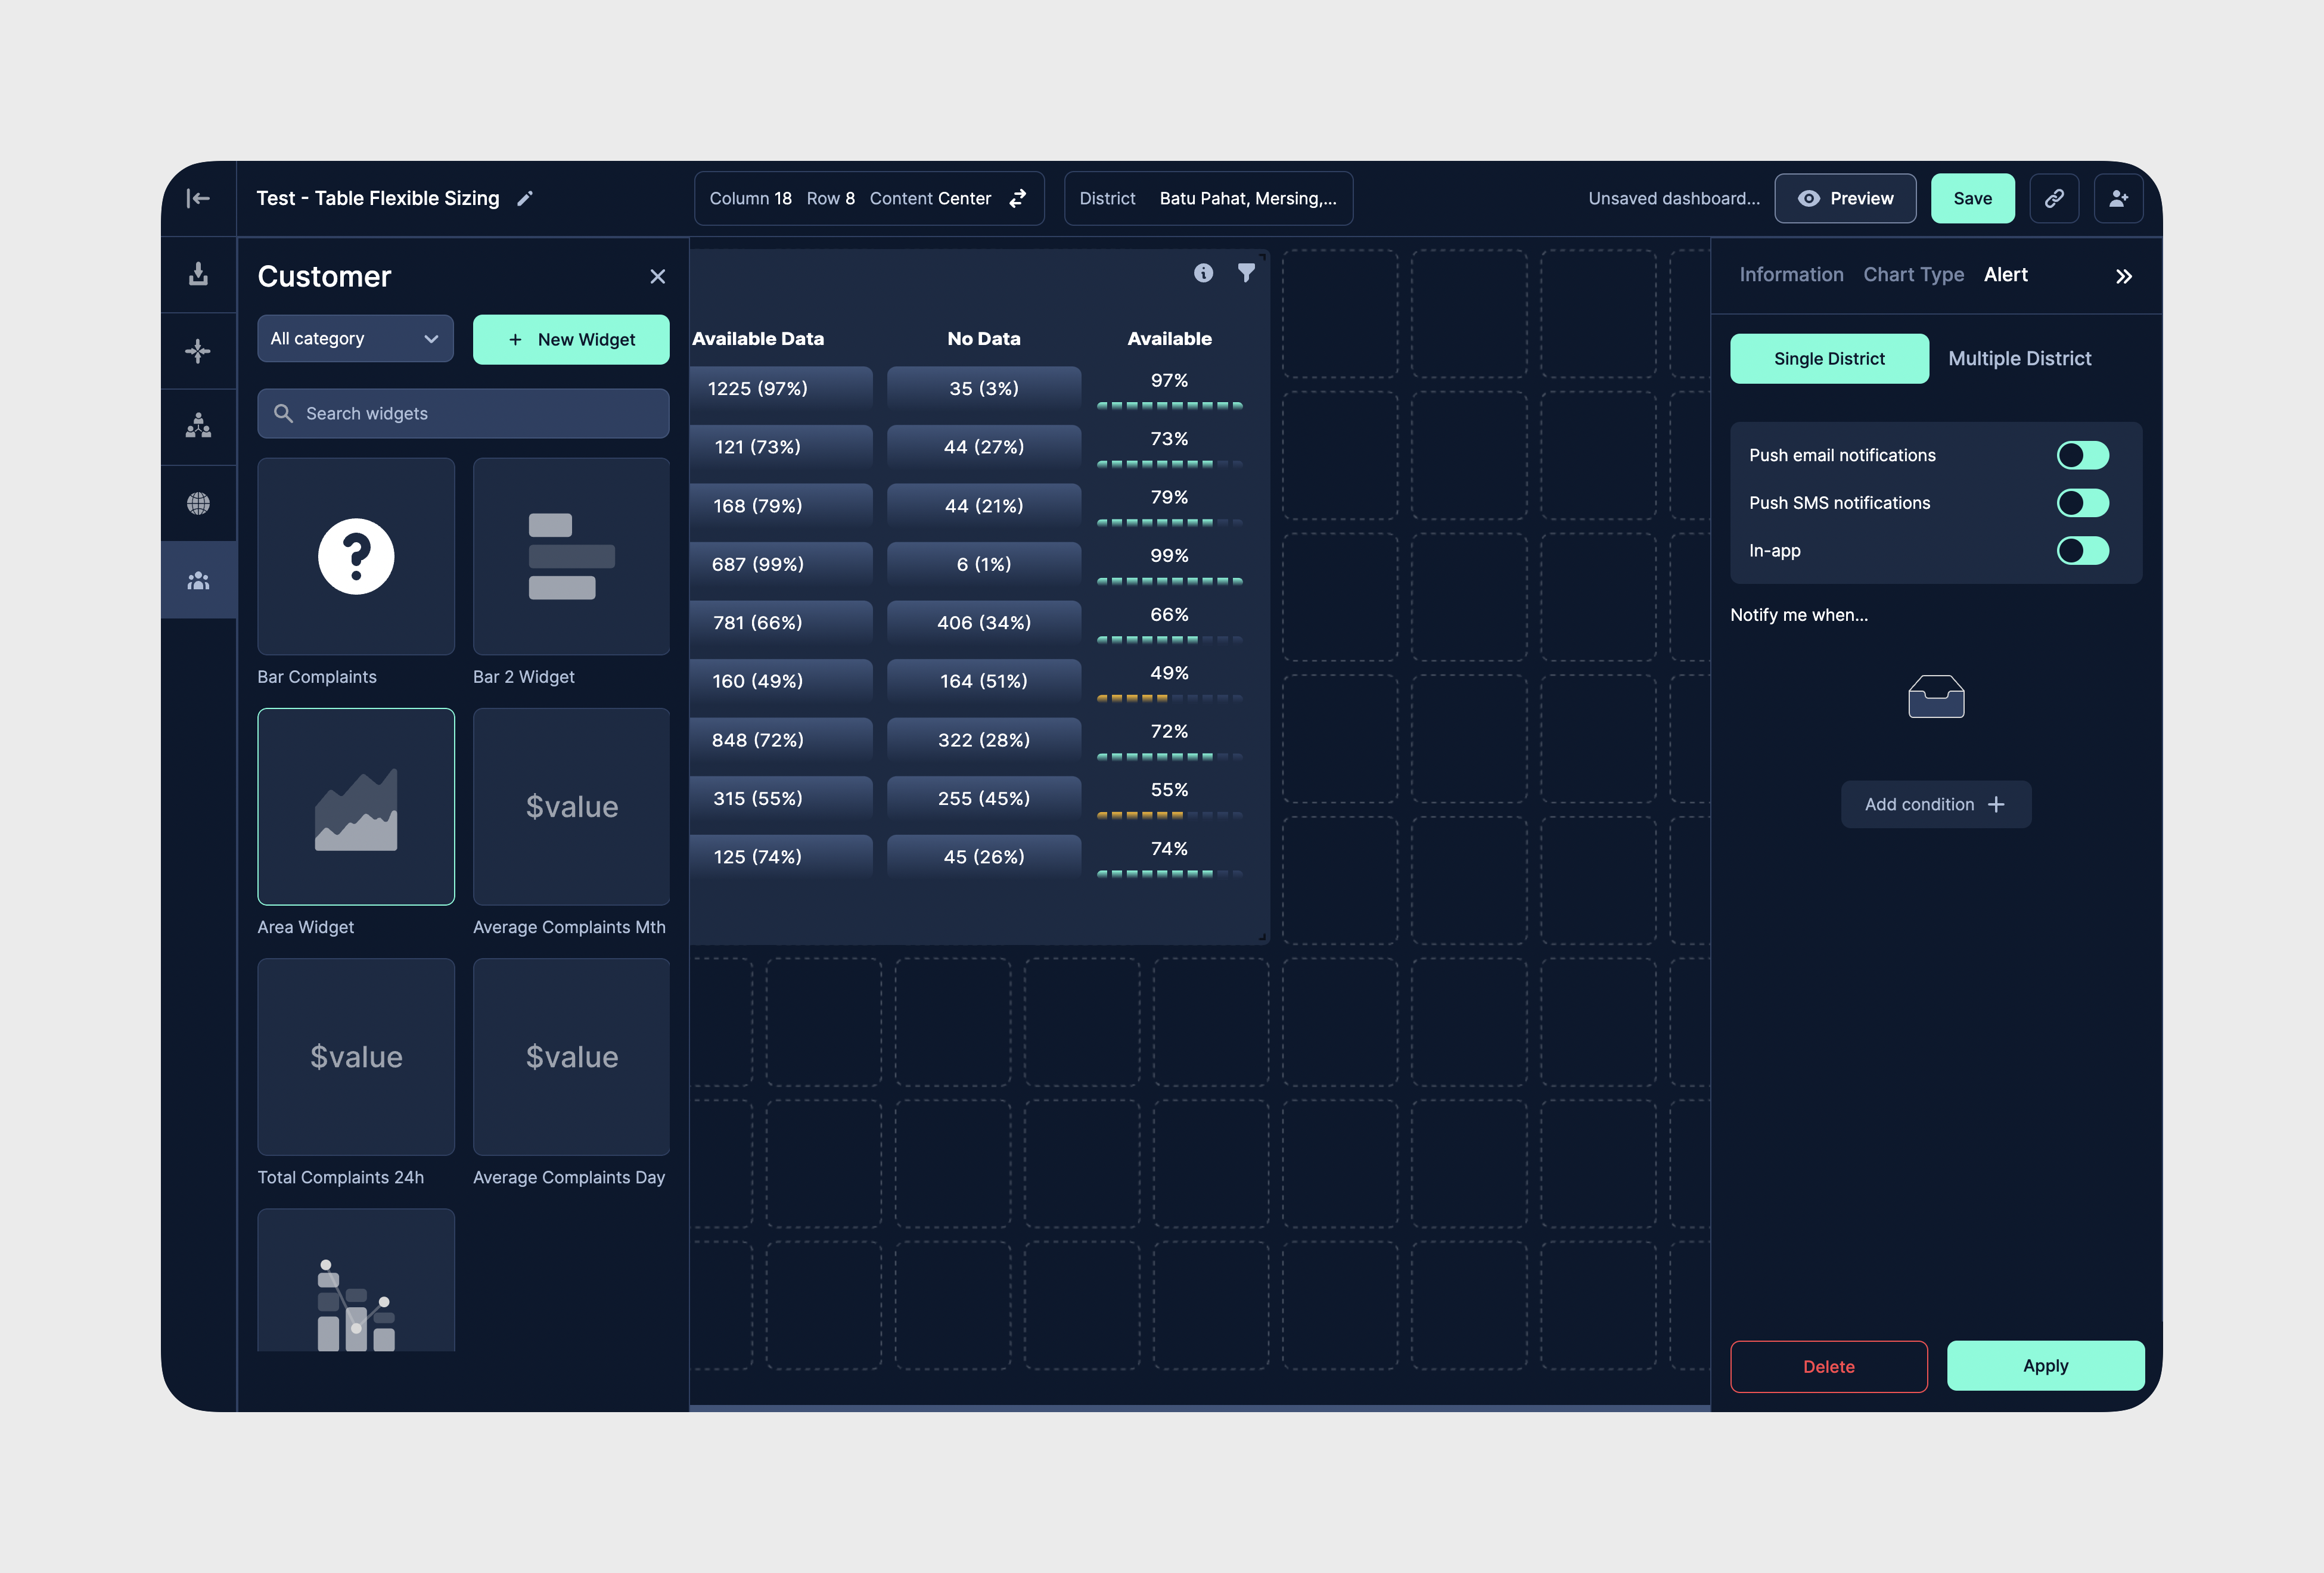 Test - Table Flexible Sizing
Column 18 Row 8 Content Center
District Batu Pahat, Mersing,...
Unsaved dashboard...
Preview
Save
Customer
All category
+ New Widget
Search widgets
Bar Complaints
Bar 2 Widget
Area Widget
$value
Average Complaints Mth
$value
Total Complaints 24h
$value
Average Complaints Day
Available Data No Data Available
1225 (97%) 35 (3%) 97%
121 (73%) 44 (27%) 73%
168 (79%) 44 (21%) 79%
687 (99%) 6 (1%) 99%
781 (66%) 406 (34%) 66%
160 (49%) 164 (51%) 49%
848 (72%) 322 (28%) 72%
315 (55%) 255 (45%) 55%
125 (74%) 45 (26%) 74%
Information Chart Type Alert
Single District Multiple District
Push email notifications
Push SMS notifications
In-app
Notify me when...
Add condition +
Delete
Apply